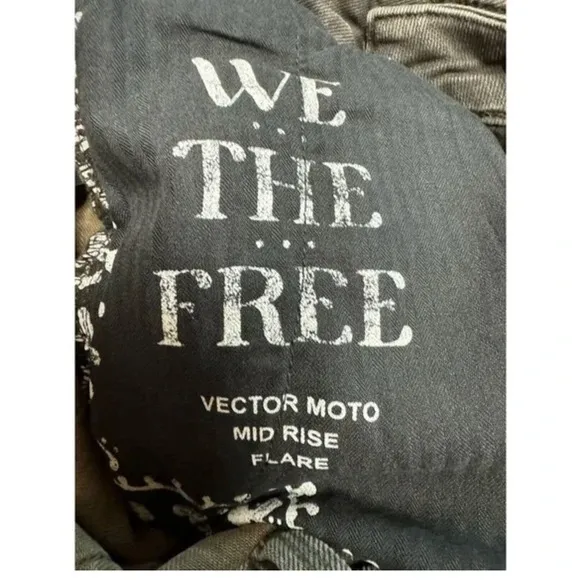 WE
THE
FREE
VECTOR MOTO
MID RISE
FLARE